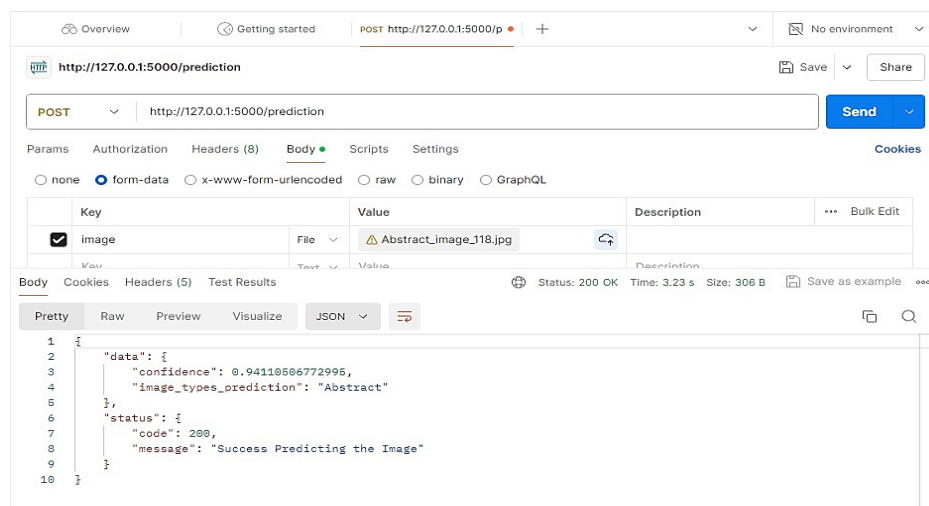 Overview Getting started POST http://127.0.0.1:5000/p No environment
HTTP http://127.0.0.1:5000/prediction Save Share
POST http://127.0.0.1:5000/prediction Send
Params Authorization Headers (8) Body Scripts Settings Cookies
none form-data x-www-form-urlencoded raw binary GraphQL
Key Value Description Bulk Edit
image File Abstract_image_118.jpg
Key Text Value Description
Body Cookies Headers (5) Test Results Status: 200 OK Time: 3.23 s Size: 306 B Save as example
Pretty Raw Preview Visualize JSON
1 {
2 "data": {
3 "confidence": 0.94110506772995,
4 "image_types_prediction": "Abstract"
5 },
6 "status": {
7 "code": 200,
8 "message": "Success Predicting the Image"
9 }
10 }